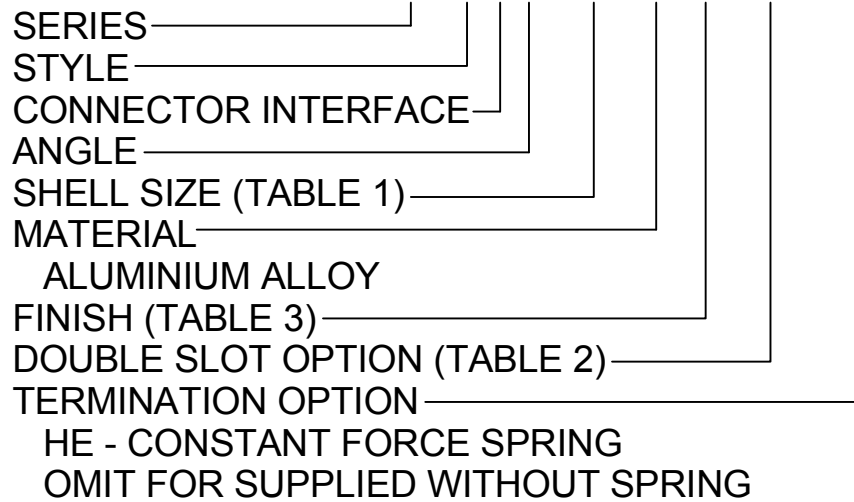 SERIES
STYLE
CONNECTOR INTERFACE
ANGLE
SHELL SIZE (TABLE 1)
MATERIAL
ALUMINIUM ALLOY
FINISH (TABLE 3)
DOUBLE SLOT OPTION (TABLE 2)
TERMINATION OPTION
HE - CONSTANT FORCE SPRING
OMIT FOR SUPPLIED WITHOUT SPRING